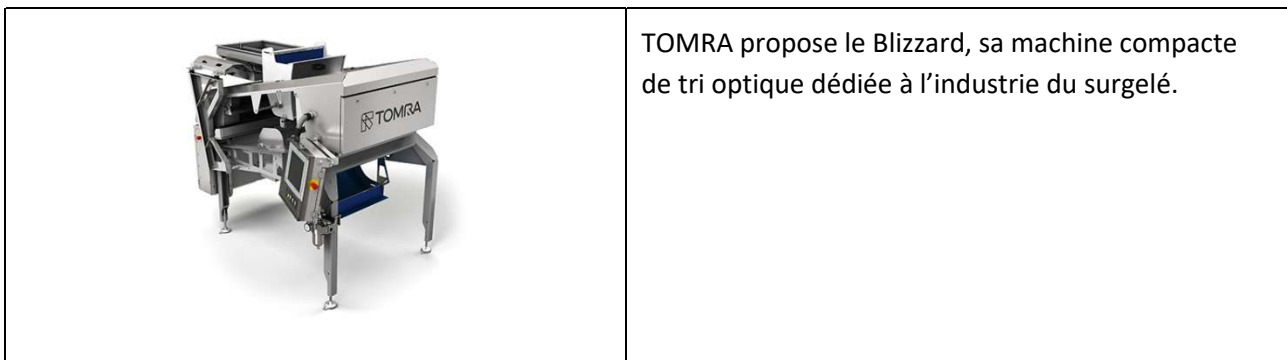 TOMRA
TOMRA propose le Blizzard, sa machine compacte
de tri optique dédiée à l’industrie du surgelé.